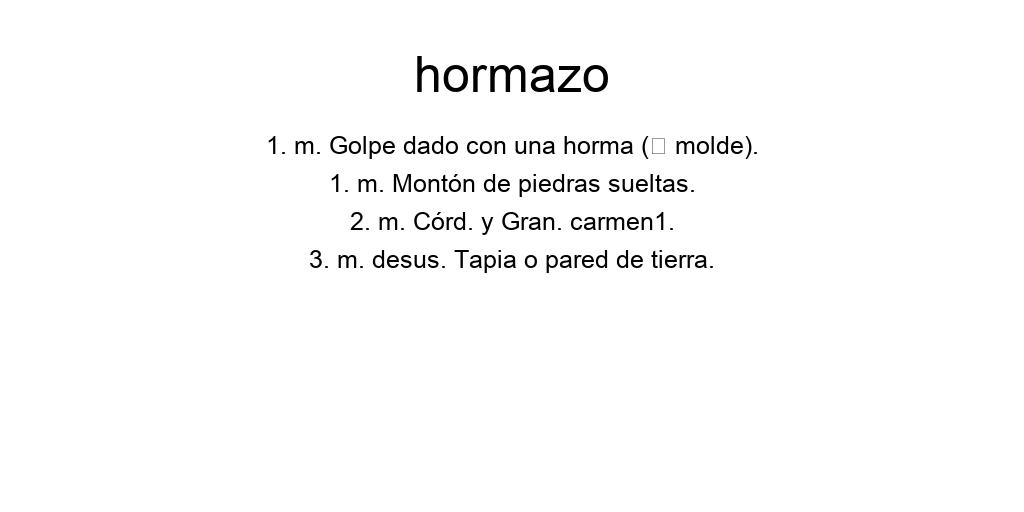 hormazo
1. m. Golpe dado con una horma (□ molde).
1. m. Montón de piedras sueltas.
2. m. Córd. y Gran. carmen1.
3. m. desus. Tapia o pared de tierra.